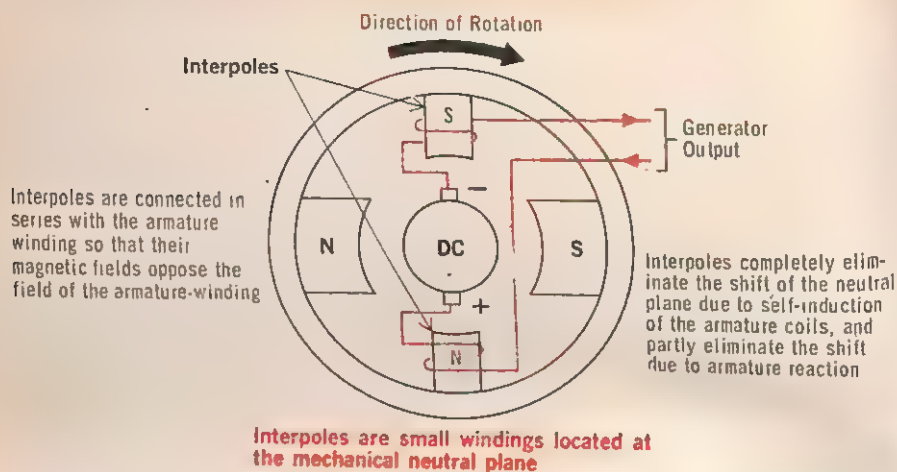 Direction of Rotation
Interpoles
S
Generator
Output
−
Interpoles are connected in
series with the armature
winding so that their
magnetic fields oppose the
field of the armature-winding
N
DC
S
+
N
Interpoles completely elim-
inate the shift of the neutral
plane due to self-induction
of the armature coils, and
partly eliminate the shift
due to armature reaction
Interpoles are small windings located at
the mechanical neutral plane